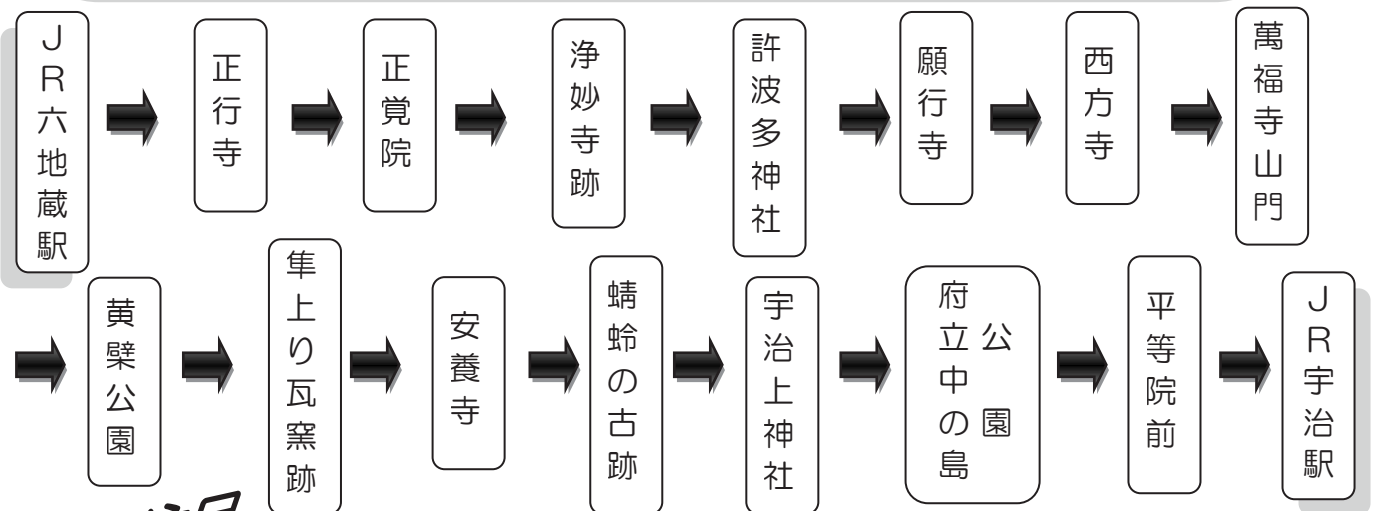 JR六地蔵駅
正行寺
正覚院
浄妙寺跡
許波多神社
願行寺
西方寺
萬福寺山門
黄檗公園
隼上り瓦窯跡
安養寺
蜻蛉の古跡
宇治上神社
府立中の島
公園
平等院前
JR宇治駅